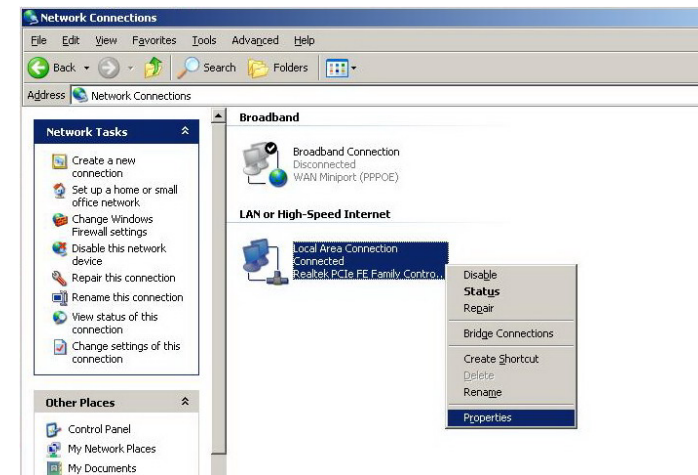 Network Connections
File Edit View Favorites Tools Advanced Help
Back Search Folders
Address Network Connections
Network Tasks
Create a new
connection
Set up a home or small
office network
Change Windows
Firewall settings
Disable this network
device
Repair this connection
Rename this connection
View status of this
connection
Change settings of this
connection
Other Places
Control Panel
My Network Places
My Documents
Broadband
Broadband Connection
Disconnected
WAN Miniport (PPPOE)
LAN or High-Speed Internet
Local Area Connection
Connected
Realtek PCIe FE Family Contro...
Disable
Status
Repair
Bridge Connections
Create Shortcut
Delete
Rename
Properties